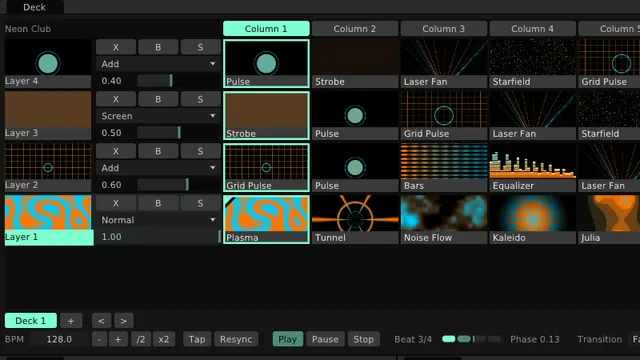 Deck
Neon Club
Column 1 Column 2 Column 3 Column 4 Column 5
X B S
Add
0.40
Layer 4 Pulse Strobe Laser Fan Starfield Grid Pulse
X B S
Screen
0.50
Layer 3 Strobe Pulse Grid Pulse Laser Fan Starfield
X B S
Add
0.60
Layer 2 Grid Pulse Pulse Bars Equalizer Laser Fan
X B S
Normal
1.00
Layer 1 Plasma Tunnel Noise Flow Kaleido Julia
Deck 1 + < >
BPM 128.0 - + /2 x2 Tap Resync Play Pause Stop Beat 3/4 Phase 0.13 Transition